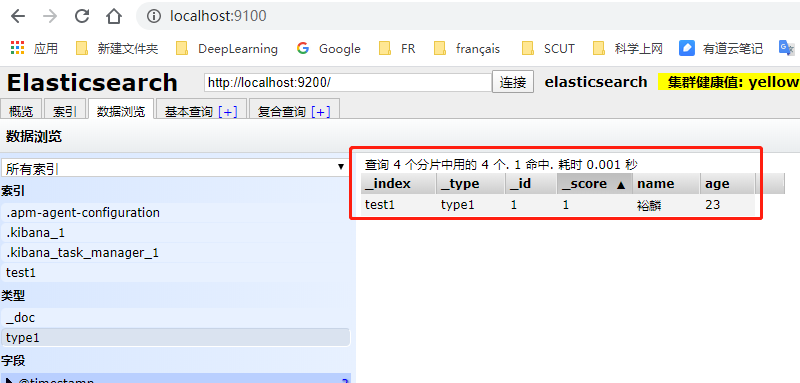 localhost:9100
应用 新建文件夹 DeepLearning Google FR français SCUT 科学上网 有道云笔记
Elasticsearch http://localhost:9200/ 连接 elasticsearch 集群健康值: yellow
概览 索引 数据浏览 基本查询 [+] 复合查询 [+]
数据浏览
所有索引
查询 4 个分片中用的 4 个. 1 命中. 耗时 0.001 秒
_index _type _id _score ▲ name age
test1 type1 1 1 裕麟 23
索引
.apm-agent-configuration
.kibana_1
.kibana_task_manager_1
test1
类型
_doc
type1
字段
@timestamp